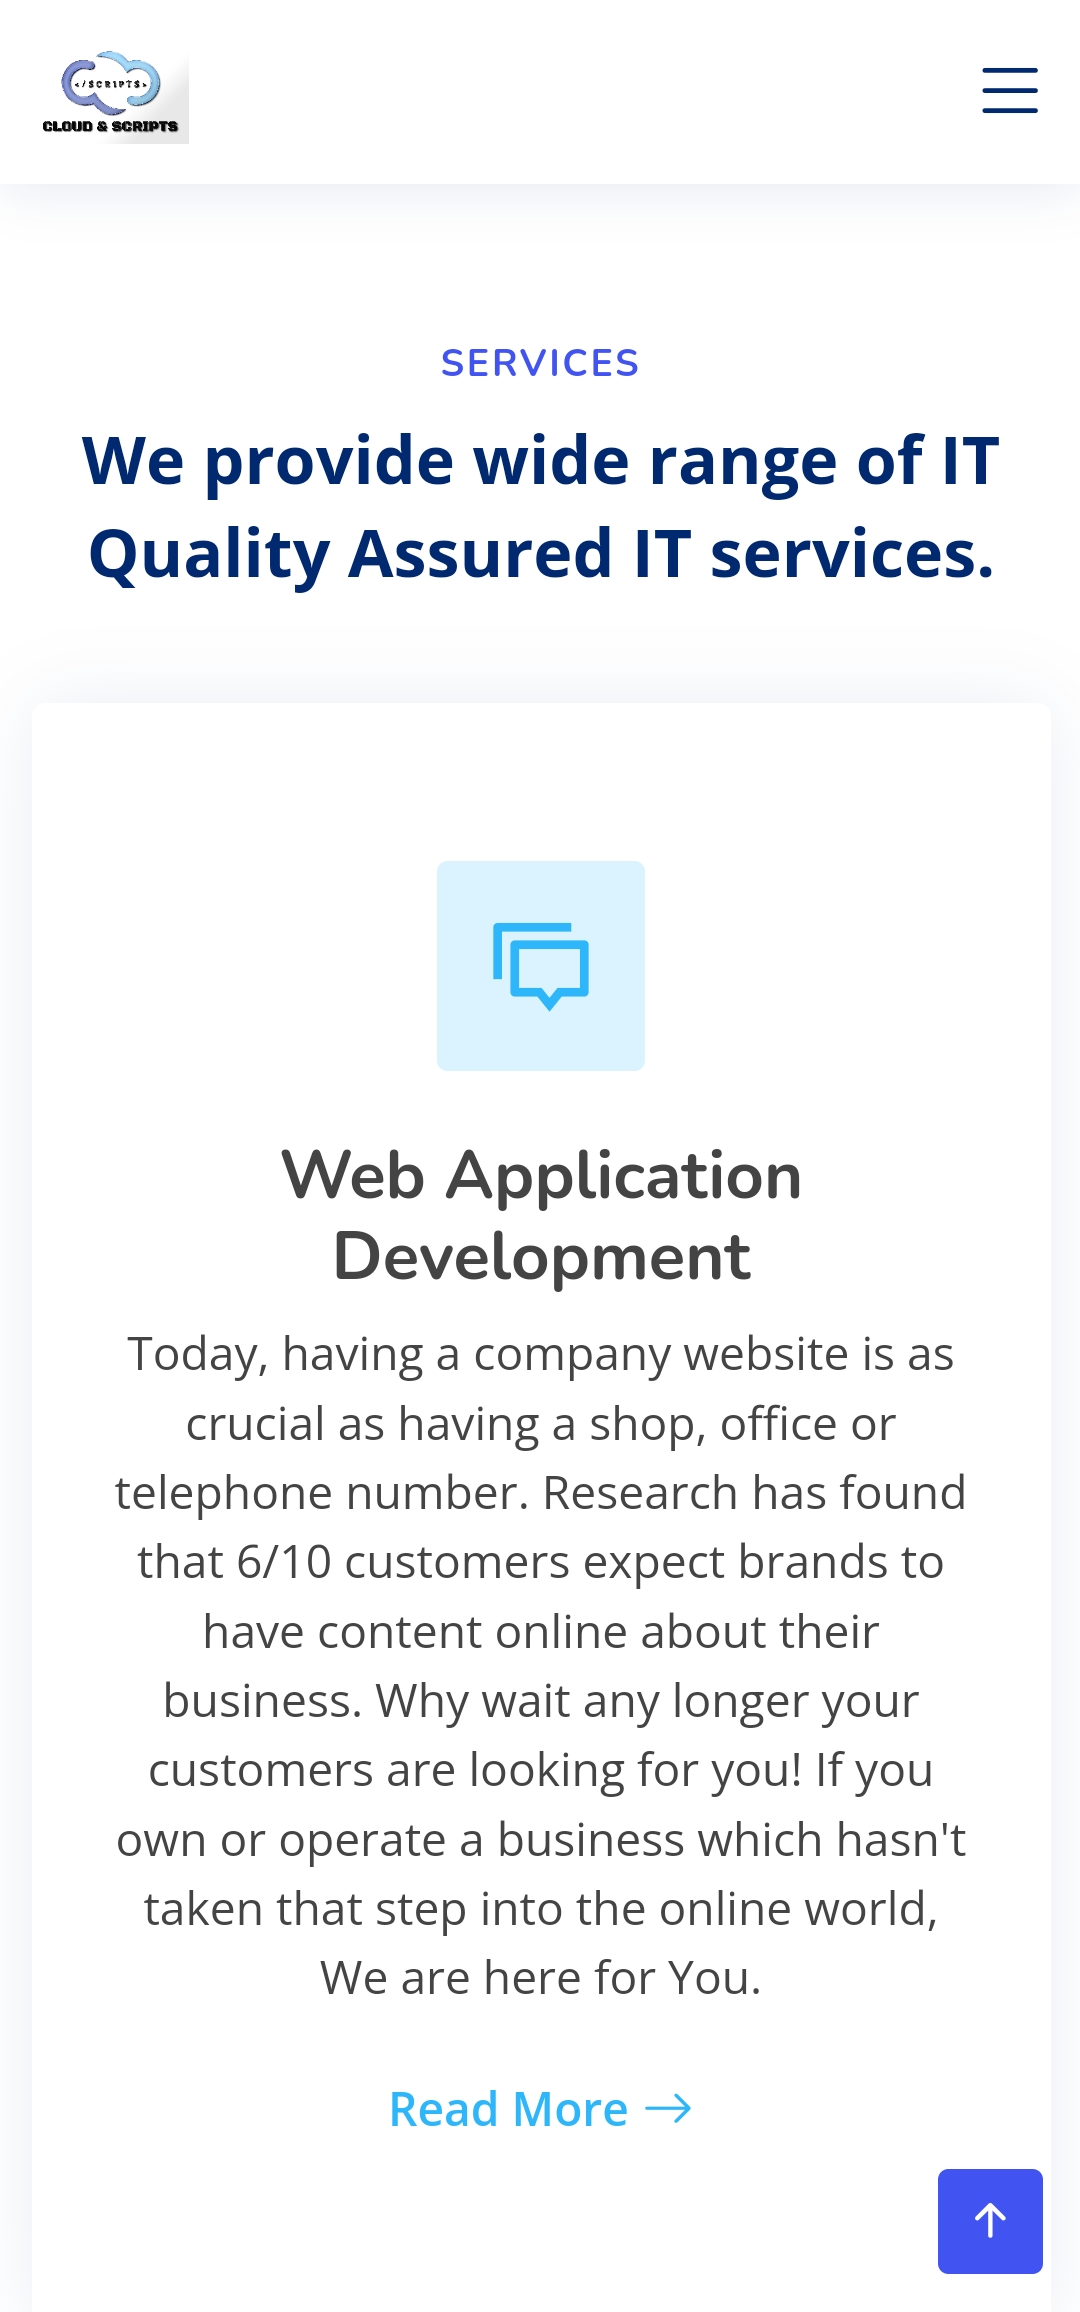 </SCRIPTS>
CLOUD & SCRIPTS
SERVICES
We provide wide range of IT
Quality Assured IT services.
Web Application
Development
Today, having a company website is as
crucial as having a shop, office or
telephone number. Research has found
that 6/10 customers expect brands to
have content online about their
business. Why wait any longer your
customers are looking for you! If you
own or operate a business which hasn't
taken that step into the online world,
We are here for You.
Read More